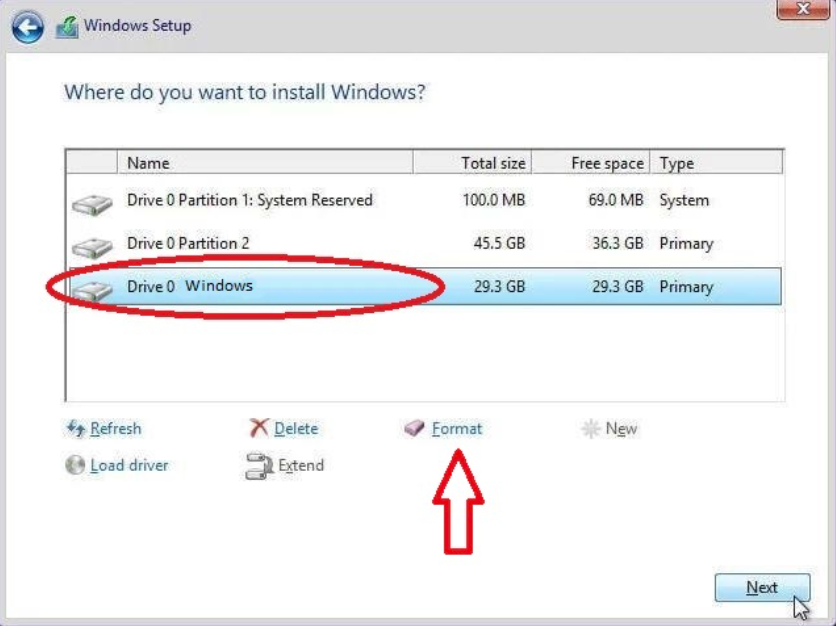 Windows Setup
Where do you want to install Windows?
Name Total size Free space Type
Drive 0 Partition 1: System Reserved 100.0 MB 69.0 MB System
Drive 0 Partition 2 45.5 GB 36.3 GB Primary
Drive 0 Windows 29.3 GB 29.3 GB Primary
Refresh Delete Format New
Load driver Extend
Next